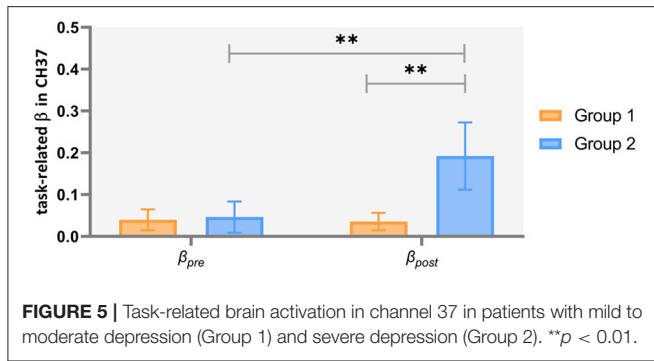 0.5
0.4
0.3
0.2
0.1
0.0
task-related β in CH37
**
**
Group 1
Group 2
βpre
βpost
FIGURE 5 | Task-related brain activation in channel 37 in patients with mild to
moderate depression (Group 1) and severe depression (Group 2). **p < 0.01.